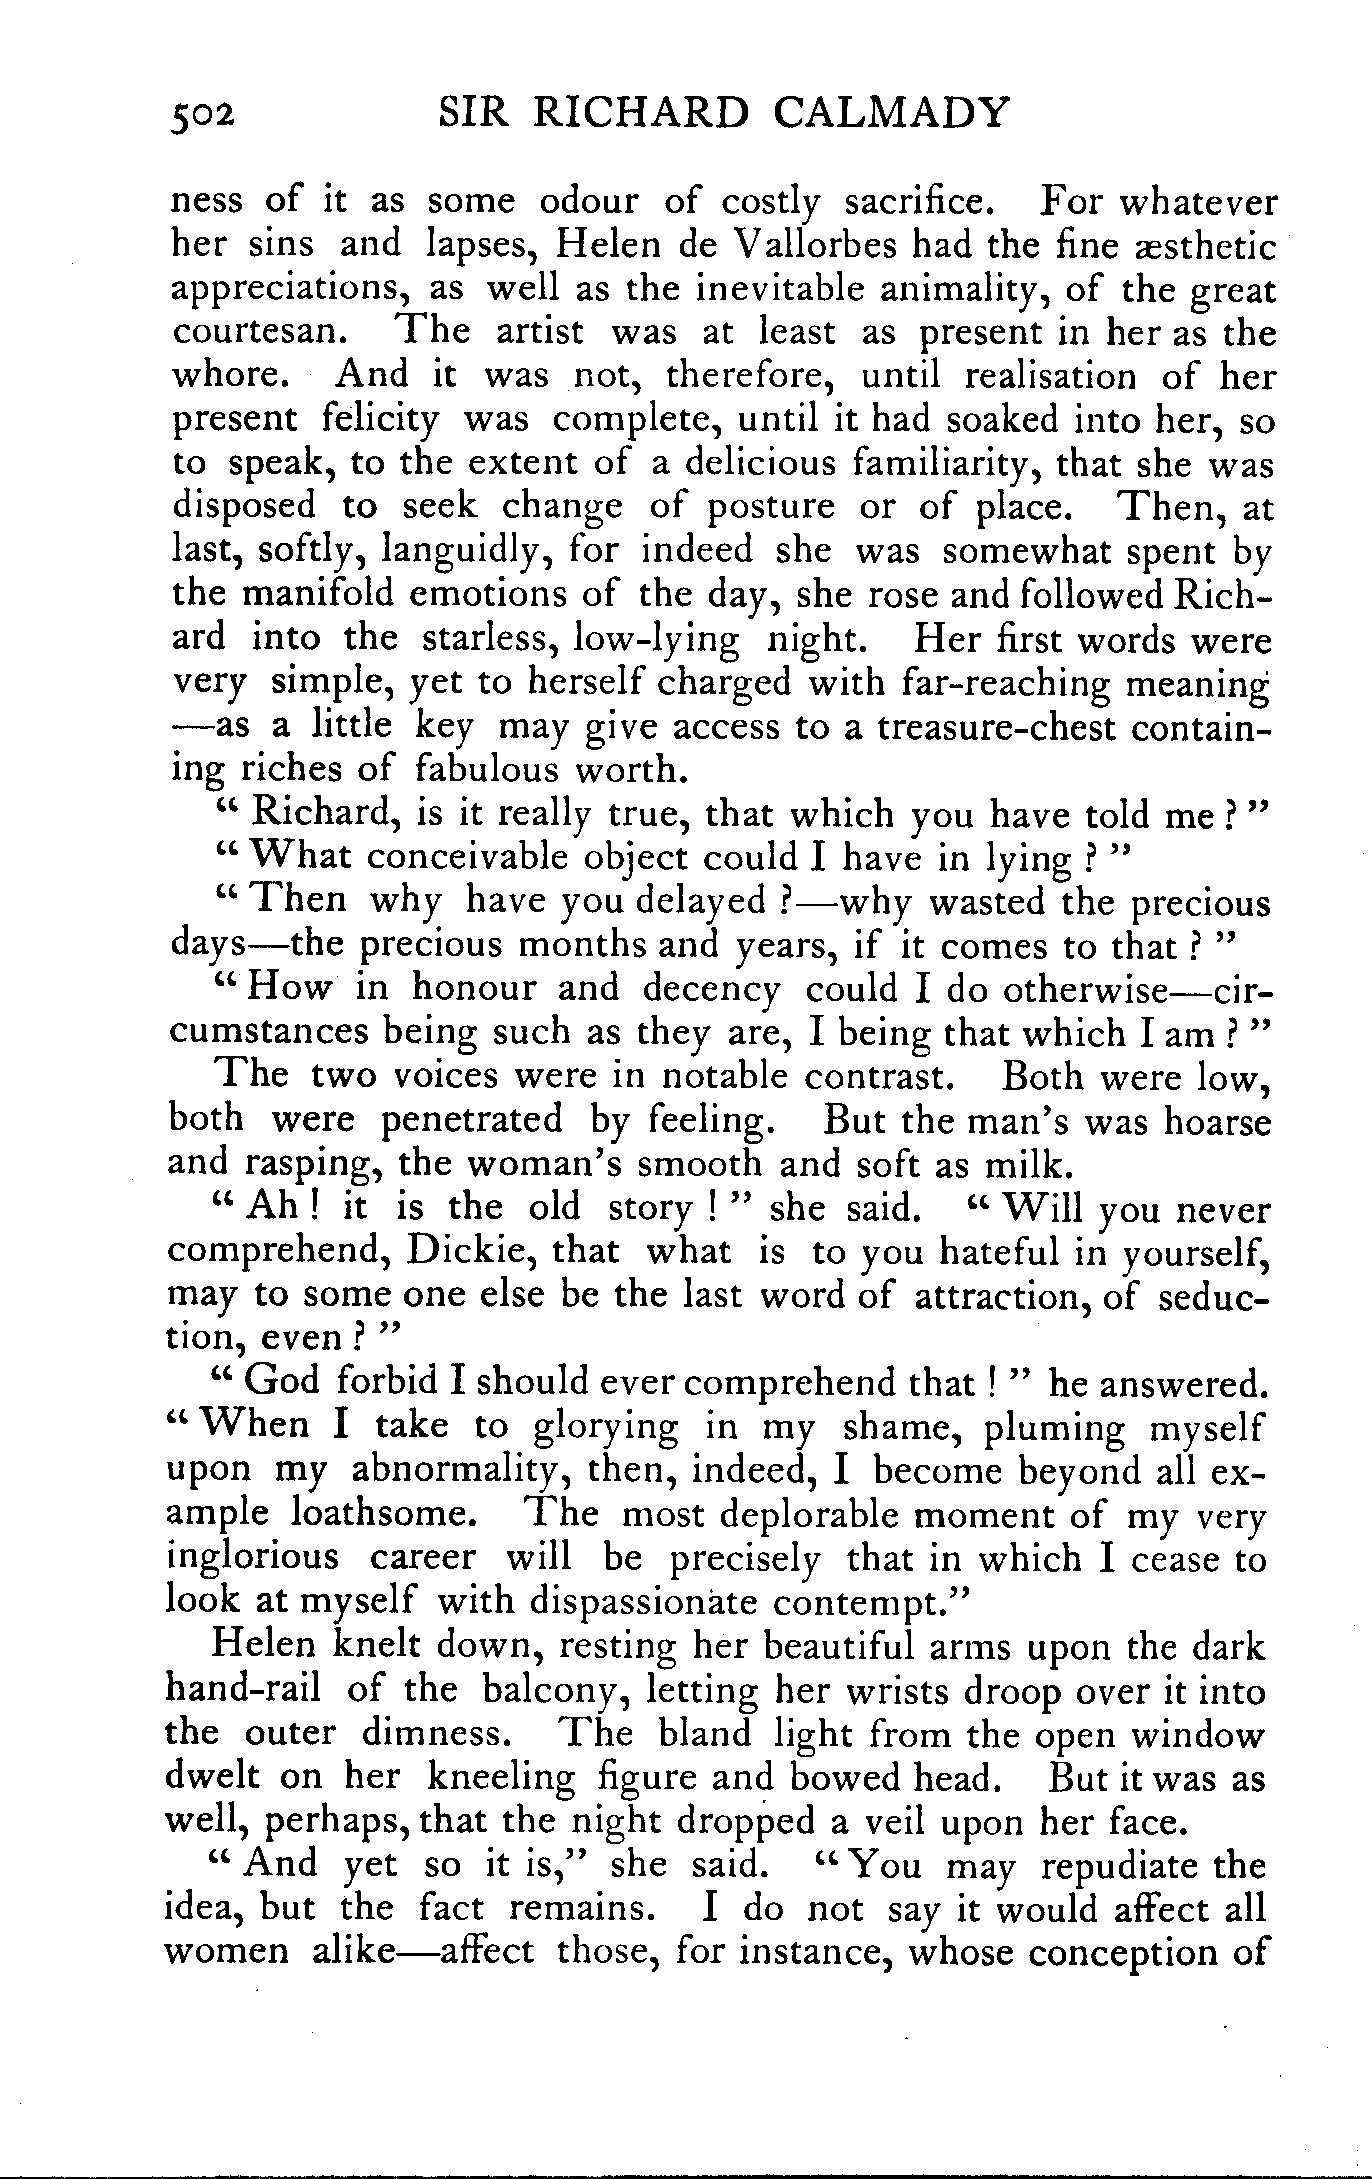 502 SIR RICHARD CALMADY
ness of it as some odour of costly sacrifice. For whatever
her sins and lapses, Helen de Vallorbes had the fine æsthetic
appreciations, as well as the inevitable animality, of the great
courtesan. The artist was at least as present in her as the
whore. And it was not, therefore, until realisation of her
present felicity was complete, until it had soaked into her, so
to speak, to the extent of a delicious familiarity, that she was
disposed to seek change of posture or of place. Then, at
last, softly, languidly, for indeed she was somewhat spent by
the manifold emotions of the day, she rose and followed Rich-
ard into the starless, low-lying night. Her first words were
very simple, yet to herself charged with far-reaching meaning
—as a little key may give access to a treasure-chest contain-
ing riches of fabulous worth.
“ Richard, is it really true, that which you have told me ? ”
“ What conceivable object could I have in lying ? ”
“ Then why have you delayed ?—why wasted the precious
days—the precious months and years, if it comes to that ? ”
“ How in honour and decency could I do otherwise—cir-
cumstances being such as they are, I being that which I am ? ”
The two voices were in notable contrast. Both were low,
both were penetrated by feeling. But the man’s was hoarse
and rasping, the woman’s smooth and soft as milk.
“ Ah ! it is the old story ! ” she said. “ Will you never
comprehend, Dickie, that what is to you hateful in yourself,
may to some one else be the last word of attraction, of seduc-
tion, even ? ”
“ God forbid I should ever comprehend that ! ” he answered.
“ When I take to glorying in my shame, pluming myself
upon my abnormality, then, indeed, I become beyond all ex-
ample loathsome. The most deplorable moment of my very
inglorious career will be precisely that in which I cease to
look at myself with dispassionate contempt.”
Helen knelt down, resting her beautiful arms upon the dark
hand-rail of the balcony, letting her wrists droop over it into
the outer dimness. The bland light from the open window
dwelt on her kneeling figure and bowed head. But it was as
well, perhaps, that the night dropped a veil upon her face.
“ And yet so it is,” she said. “ You may repudiate the
idea, but the fact remains. I do not say it would affect all
women alike—affect those, for instance, whose conception of